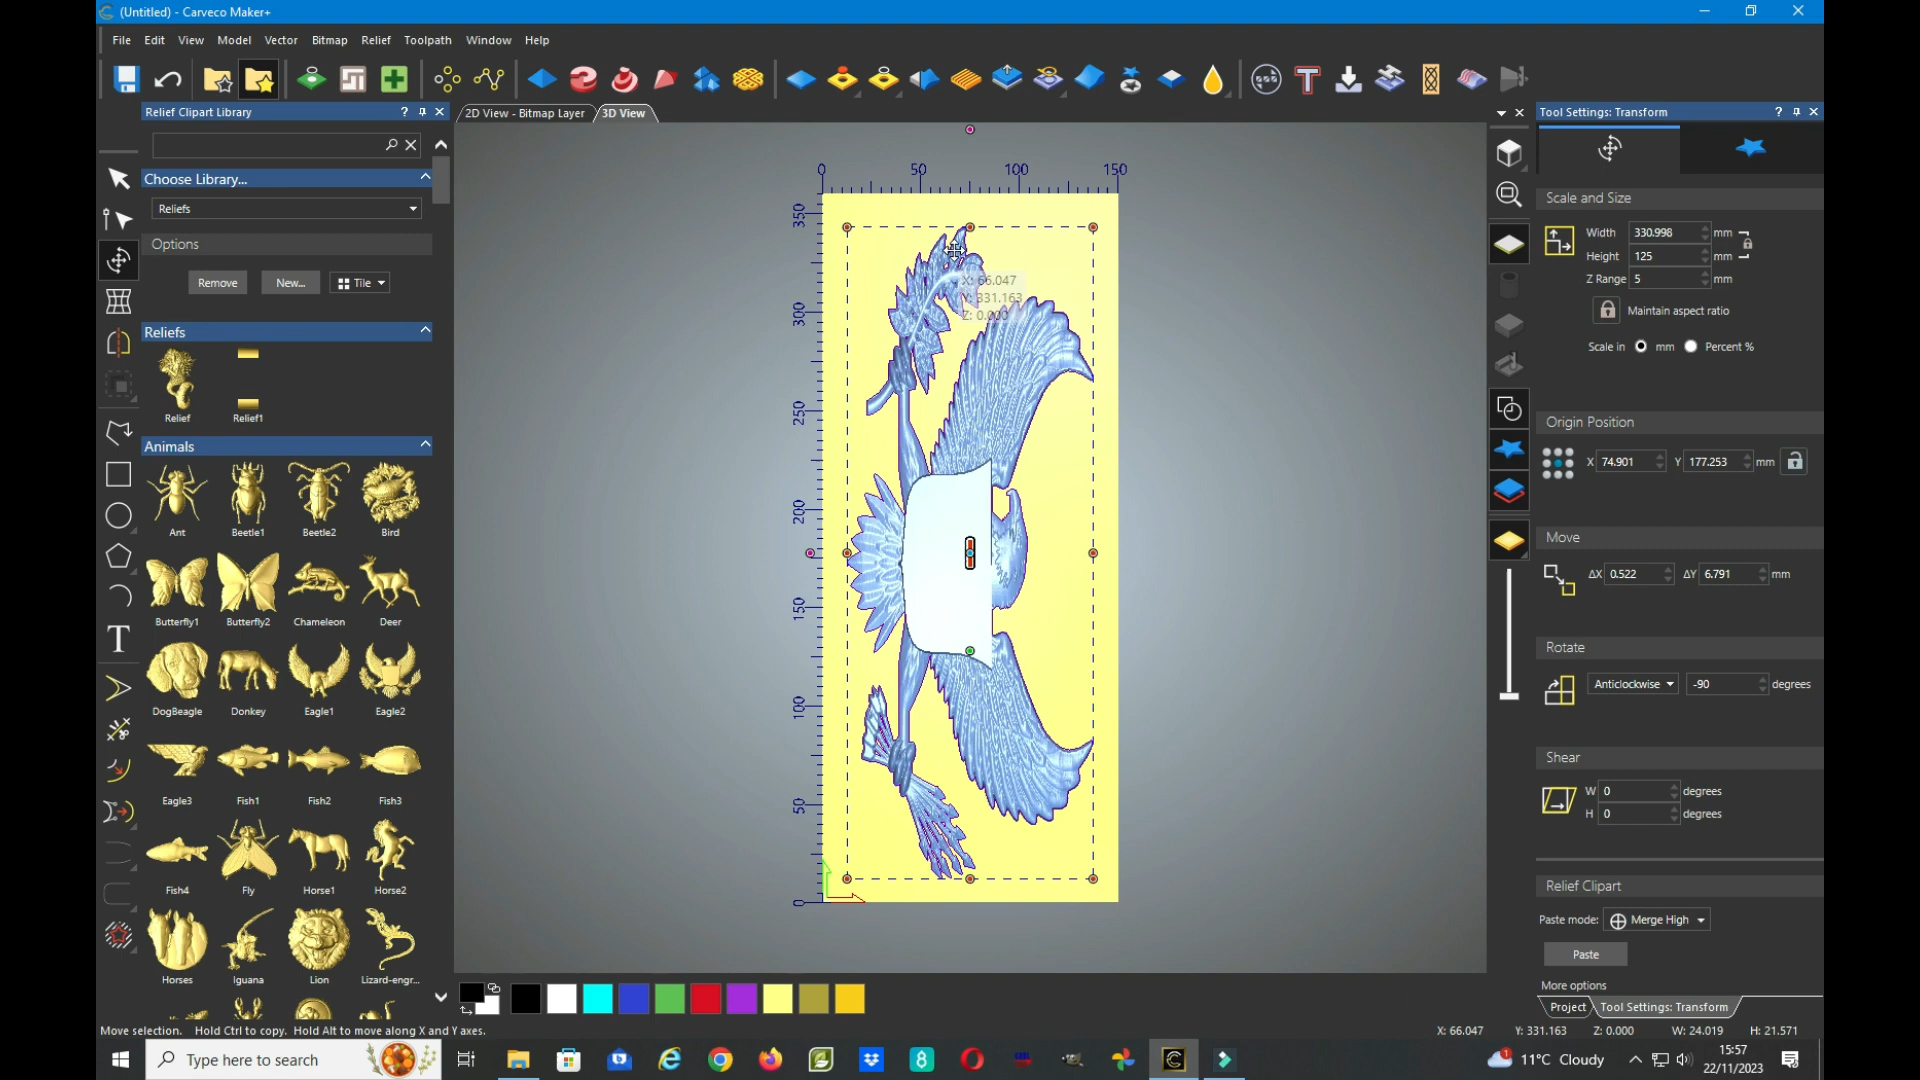 (Untitled) - Carveco Maker+
File Edit View Model Vector Bitmap Relief Toolpath Window Help
Relief Clipart Library
2D View - Bitmap Layer
3D View
Tool Settings: Transform
Choose Library...
Reliefs
Options
Remove
New...
Tile
Reliefs
Relief
Relief1
Animals
Ant
Beetle1
Beetle2
Bird
Butterfly1
Butterfly2
Chameleon
Deer
DogBeagle
Donkey
Eagle1
Eagle2
Eagle3
Fish1
Fish2
Fish3
Fish4
Fly
Horse1
Horse2
Horses
Iguana
Lion
Lizard-engr...
0 50 100 150
350
300
250
200
150
100
50
0
X: 66.047
Y: 331.163
Z: 0.000
Scale and Size
Width 330.998 mm
Height 125 mm
Z Range 5 mm
Maintain aspect ratio
Scale in mm Percent %
Origin Position
X 74.901 Y 177.253 mm
Move
ΔX 0.522 ΔY 6.791 mm
Rotate
Anticlockwise -90 degrees
Shear
W 0 degrees
H 0 degrees
Relief Clipart
Paste mode: Merge High
Paste
More options
Project
Tool Settings: Transform
Move selection. Hold Ctrl to copy. Hold Alt to move along X and Y axes.
X: 66.047 Y: 331.163 Z: 0.000 W: 24.019 H: 21.571
Type here to search
11°C Cloudy
15:57
22/11/2023